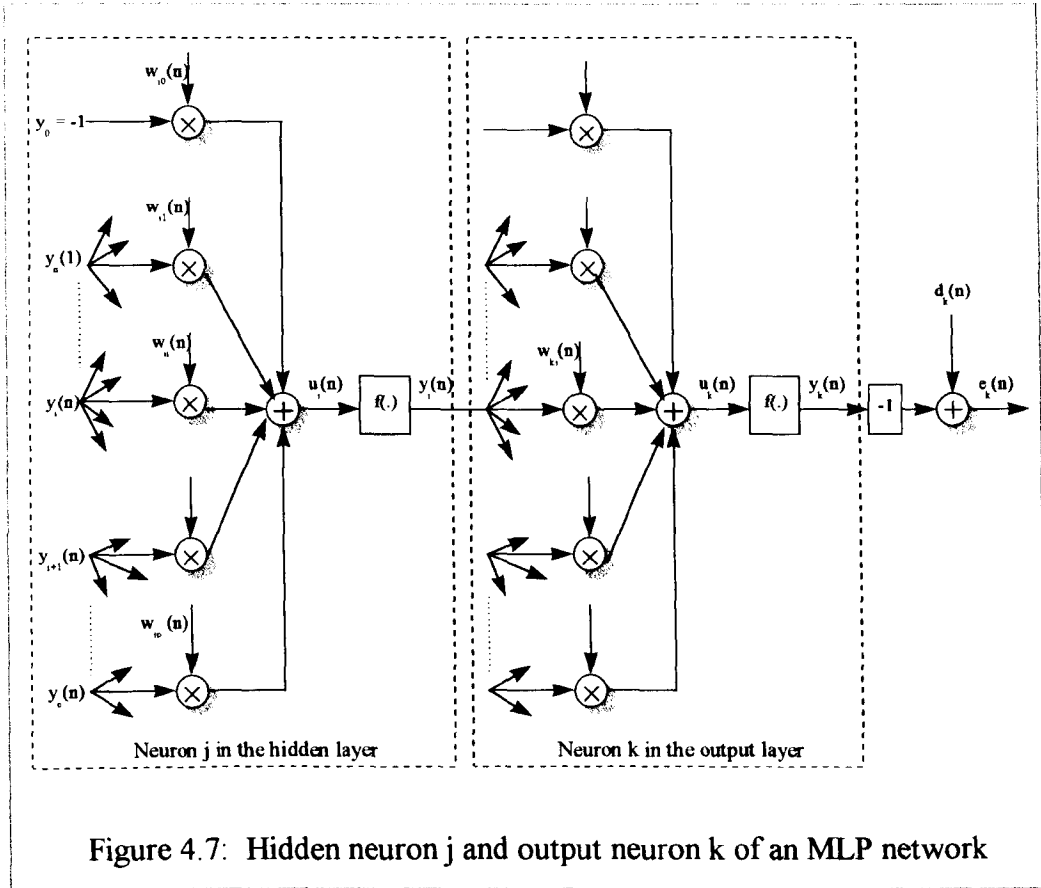 w_j0(n)
y_0 = -1
w_j1(n)
y_n(1)
w_ji(n)
y_i(n)
u_j(n)
f(.)
y_j(n)
y_i+1(n)
w_jp(n)
y_p(n)
Neuron j in the hidden layer
w_kj(n)
u_k(n)
f(.)
y_k(n)
-1
d_k(n)
e_k(n)
Neuron k in the output layer
Figure 4.7: Hidden neuron j and output neuron k of an MLP network